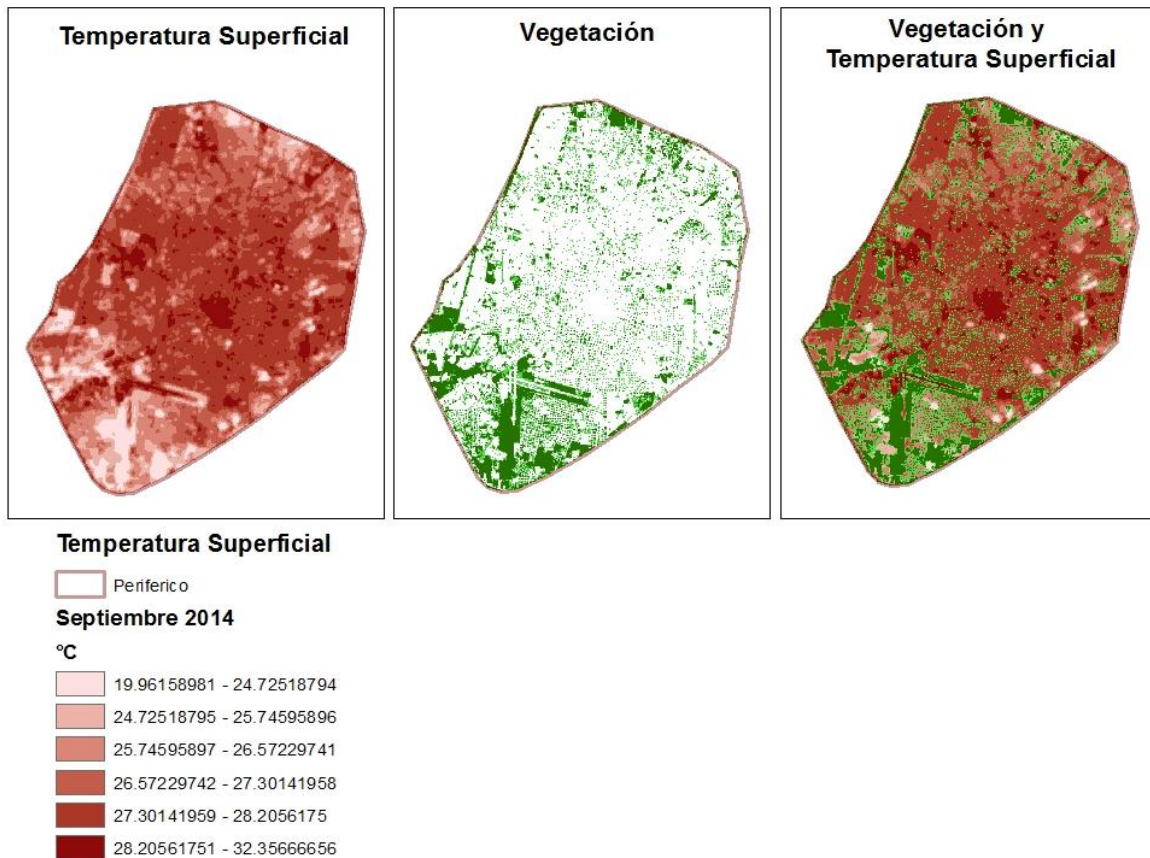 Temperatura Superficial
Vegetación
Vegetación y
Temperatura Superficial
Temperatura Superficial
Periferico
Septiembre 2014
°C
19.96158981 - 24.72518794
24.72518795 - 25.74595896
25.74595897 - 26.57229741
26.57229742 - 27.30141958
27.30141959 - 28.2056175
28.20561751 - 32.35666656